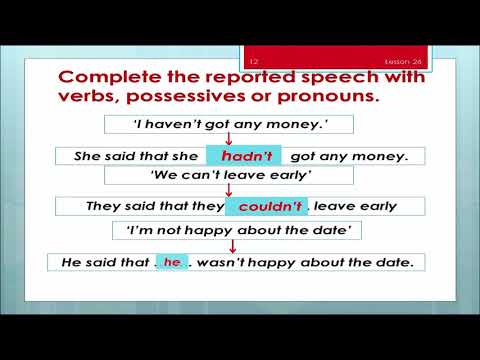 12 Lesson 26
Complete the reported speech with
verbs, possessives or pronouns.
‘I haven’t got any money.’
She said that she hadn’t got any money.
‘We can’t leave early’
They said that they couldn’t. leave early
‘I’m not happy about the date’
He said that . he . wasn’t happy about the date.